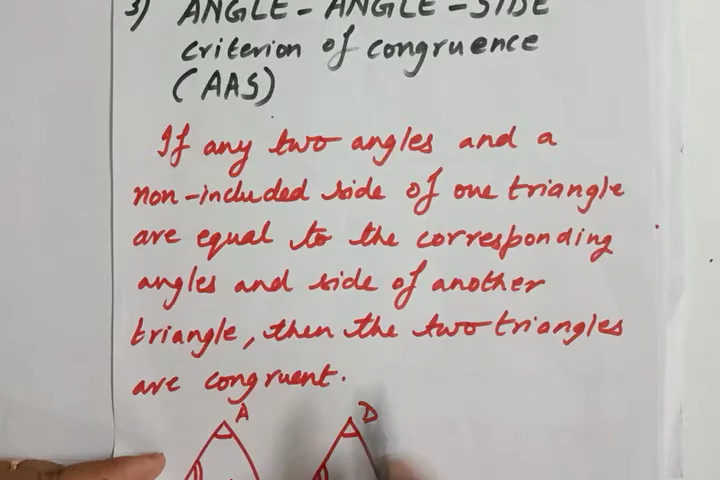 3) ANGLE - ANGLE - SIDE
criterion of congruence
(AAS)
If any two angles and a
non-included side of one triangle
are equal to the corresponding
angles and side of another
triangle, then the two triangles
are congruent.
A D